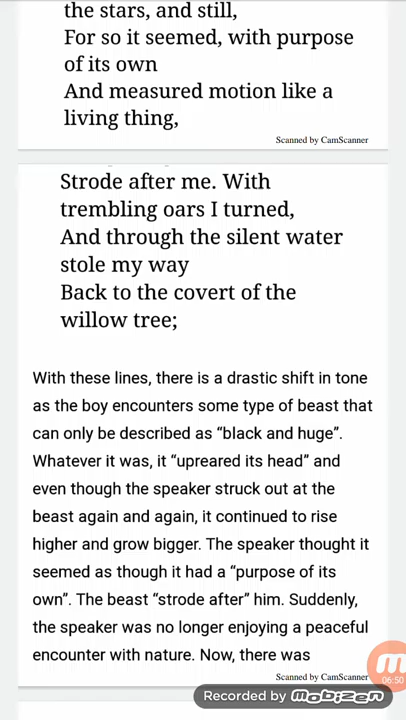 the stars, and still,
For so it seemed, with purpose
of its own
And measured motion like a
living thing,
Scanned by CamScanner
Strode after me. With
trembling oars I turned,
And through the silent water
stole my way
Back to the covert of the
willow tree;
With these lines, there is a drastic shift in tone
as the boy encounters some type of beast that
can only be described as “black and huge”.
Whatever it was, it “upreared its head” and
even though the speaker struck out at the
beast again and again, it continued to rise
higher and grow bigger. The speaker thought it
seemed as though it had a “purpose of its
own”. The beast “strode after” him. Suddenly,
the speaker was no longer enjoying a peaceful
encounter with nature. Now, there was
Scanned by CamScanner
06:50
Recorded by mobizen